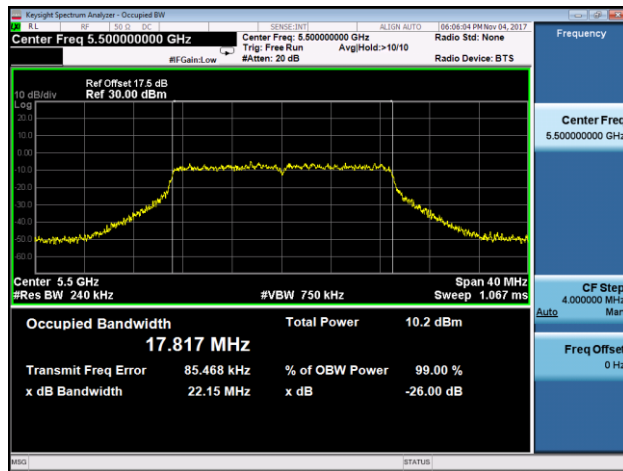 Keysight Spectrum Analyzer - Occupied BW
RL RF 50 Ω DC SENSE:INT ALIGN AUTO 06:06:04 PM Nov 04, 2017
Center Freq 5.500000000 GHz Center Freq: 5.500000000 GHz Radio Std: None Frequency
Trig: Free Run Avg|Hold:>10/10
#IFGain:Low #Atten: 20 dB Radio Device: BTS
Ref Offset 17.5 dB
10 dB/div Ref 30.00 dBm
Log
20.0
10.0
0.00
-10.0
-20.0
-30.0
-40.0
-50.0
-60.0
Center 5.5 GHz Span 40 MHz
#Res BW 240 kHz #VBW 750 kHz Sweep 1.067 ms
Occupied Bandwidth Total Power 10.2 dBm
17.817 MHz
Transmit Freq Error 85.468 kHz % of OBW Power 99.00 %
x dB Bandwidth 22.15 MHz x dB -26.00 dB
Center Freq
5.500000000 GHz
CF Step
4.000000 MHz
Auto Man
Freq Offset
0 Hz
MSG STATUS